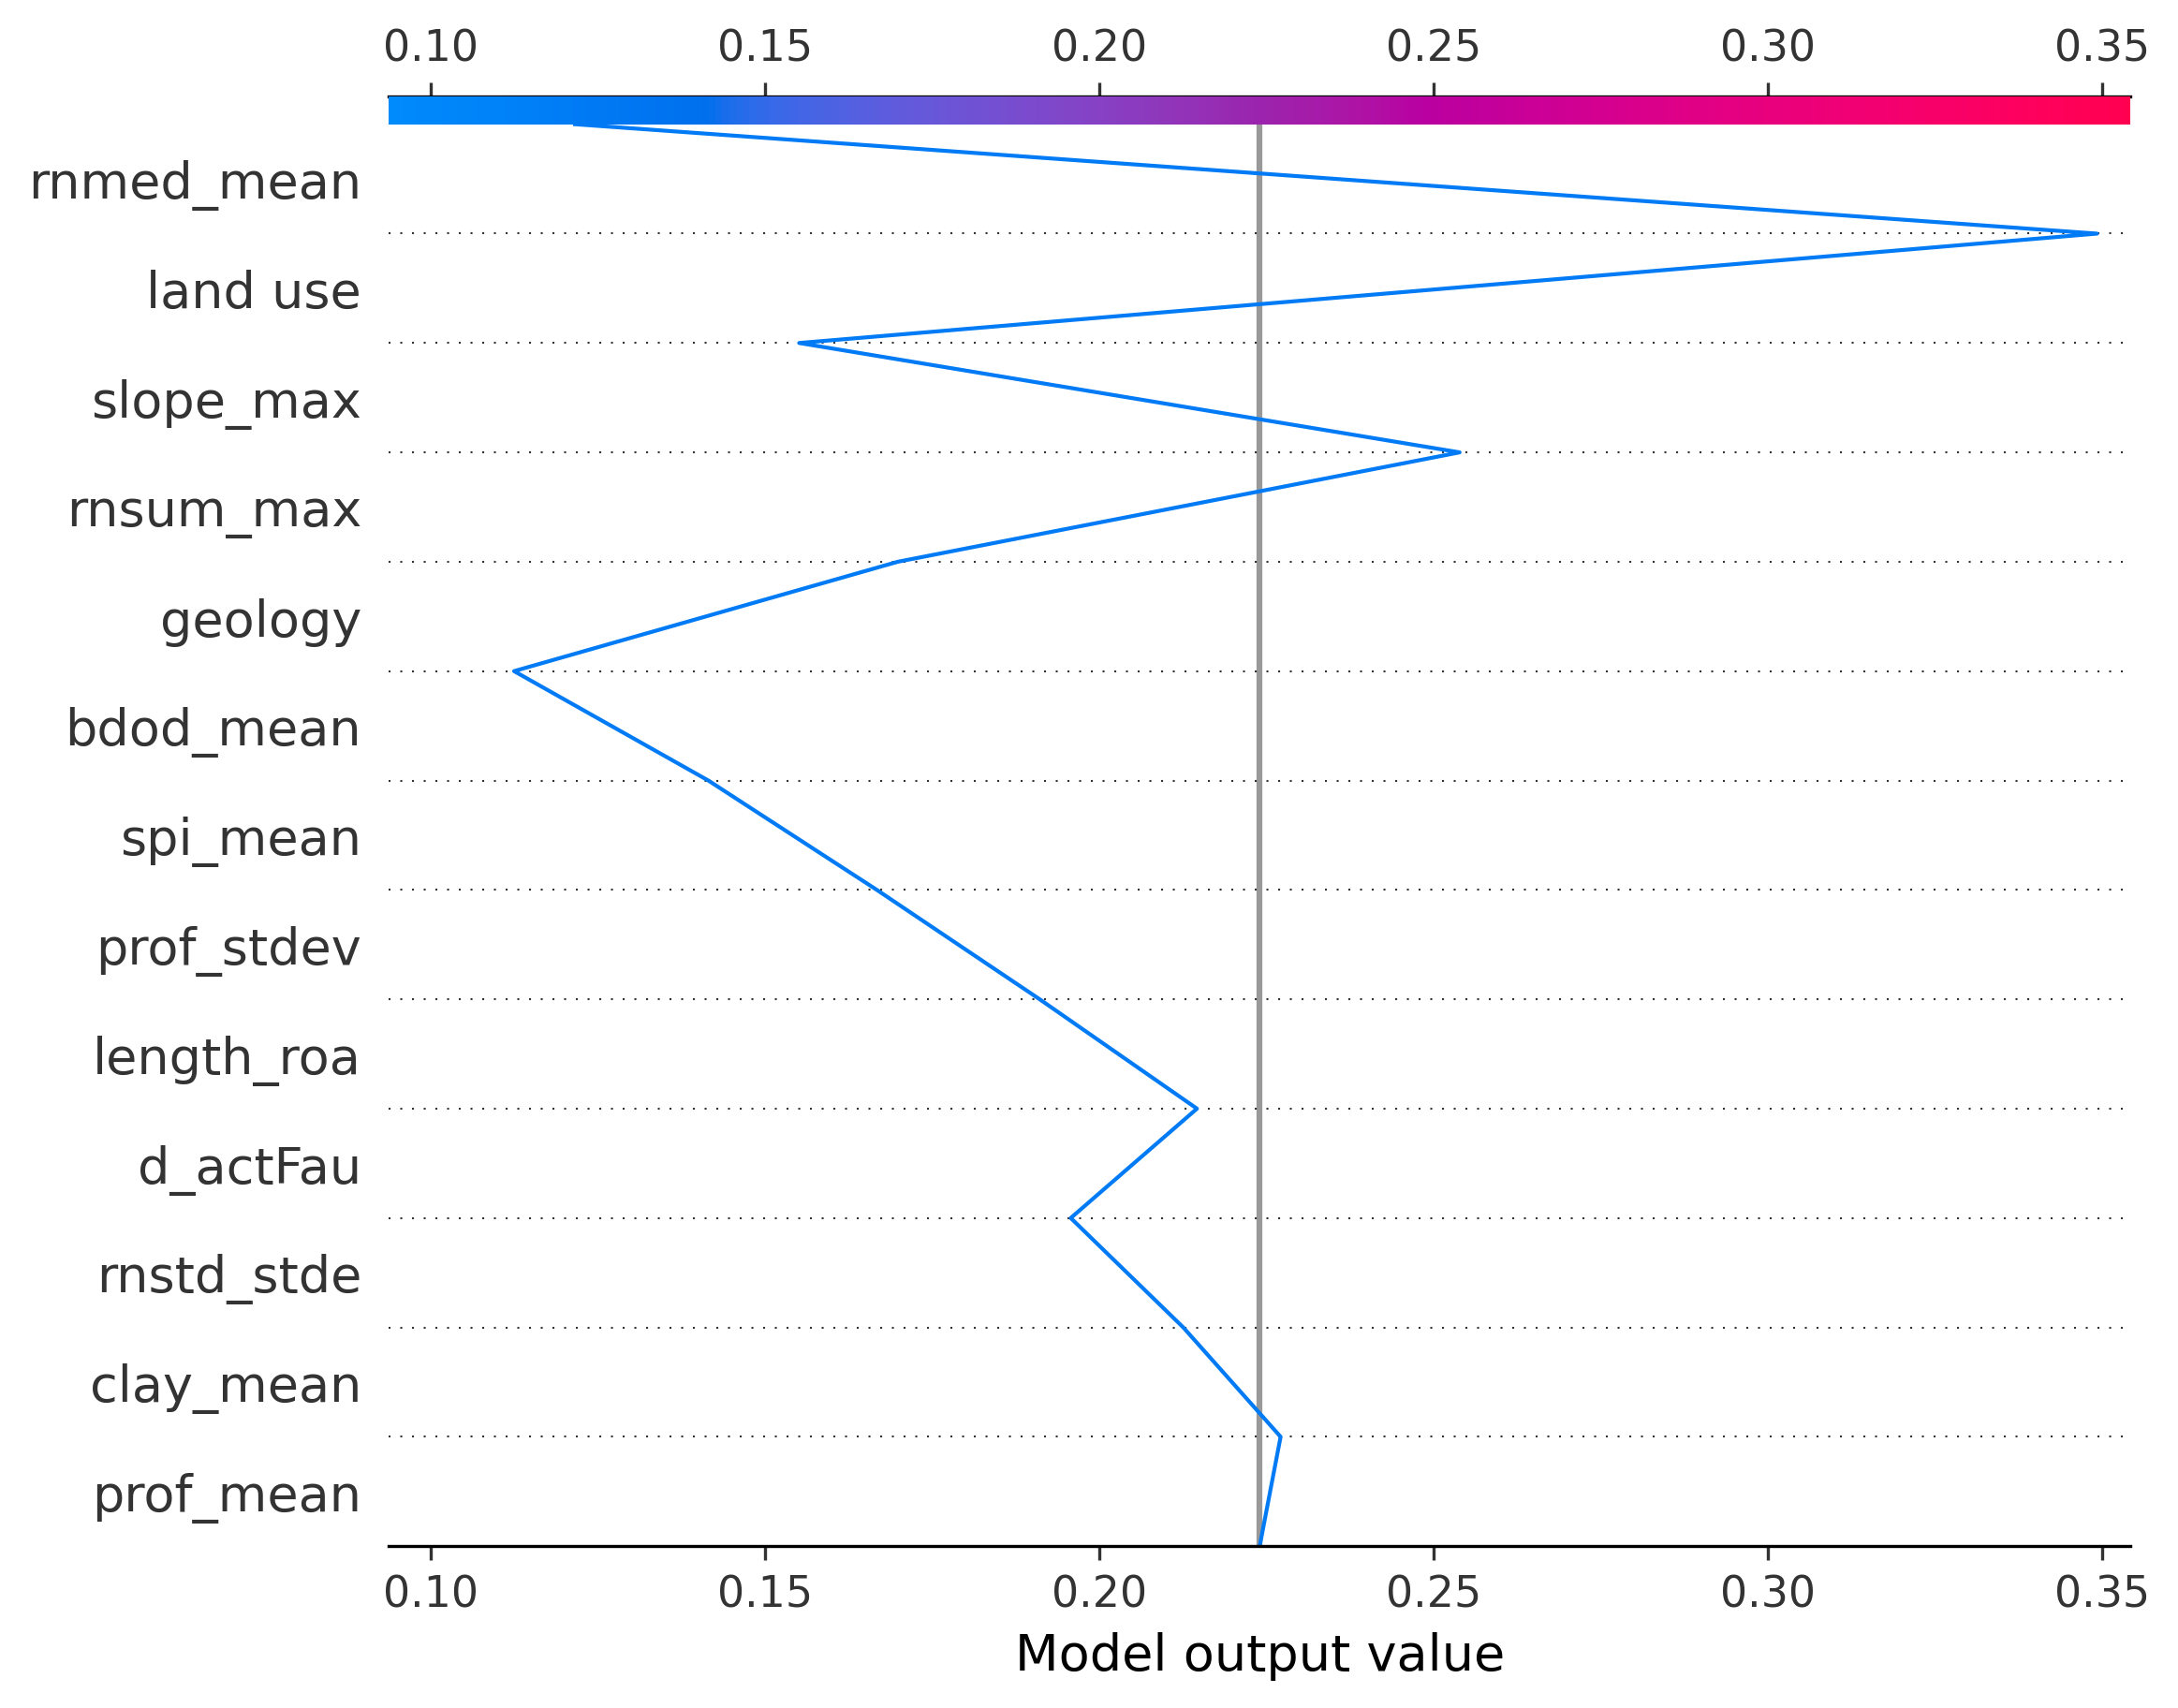 0.10 0.15 0.20 0.25 0.30 0.35
rnmed_mean
land use
slope_max
rnsum_max
geology
bdod_mean
spi_mean
prof_stdev
length_roa
d_actFau
rnstd_stde
clay_mean
prof_mean
0.10 0.15 0.20 0.25 0.30 0.35
Model output value